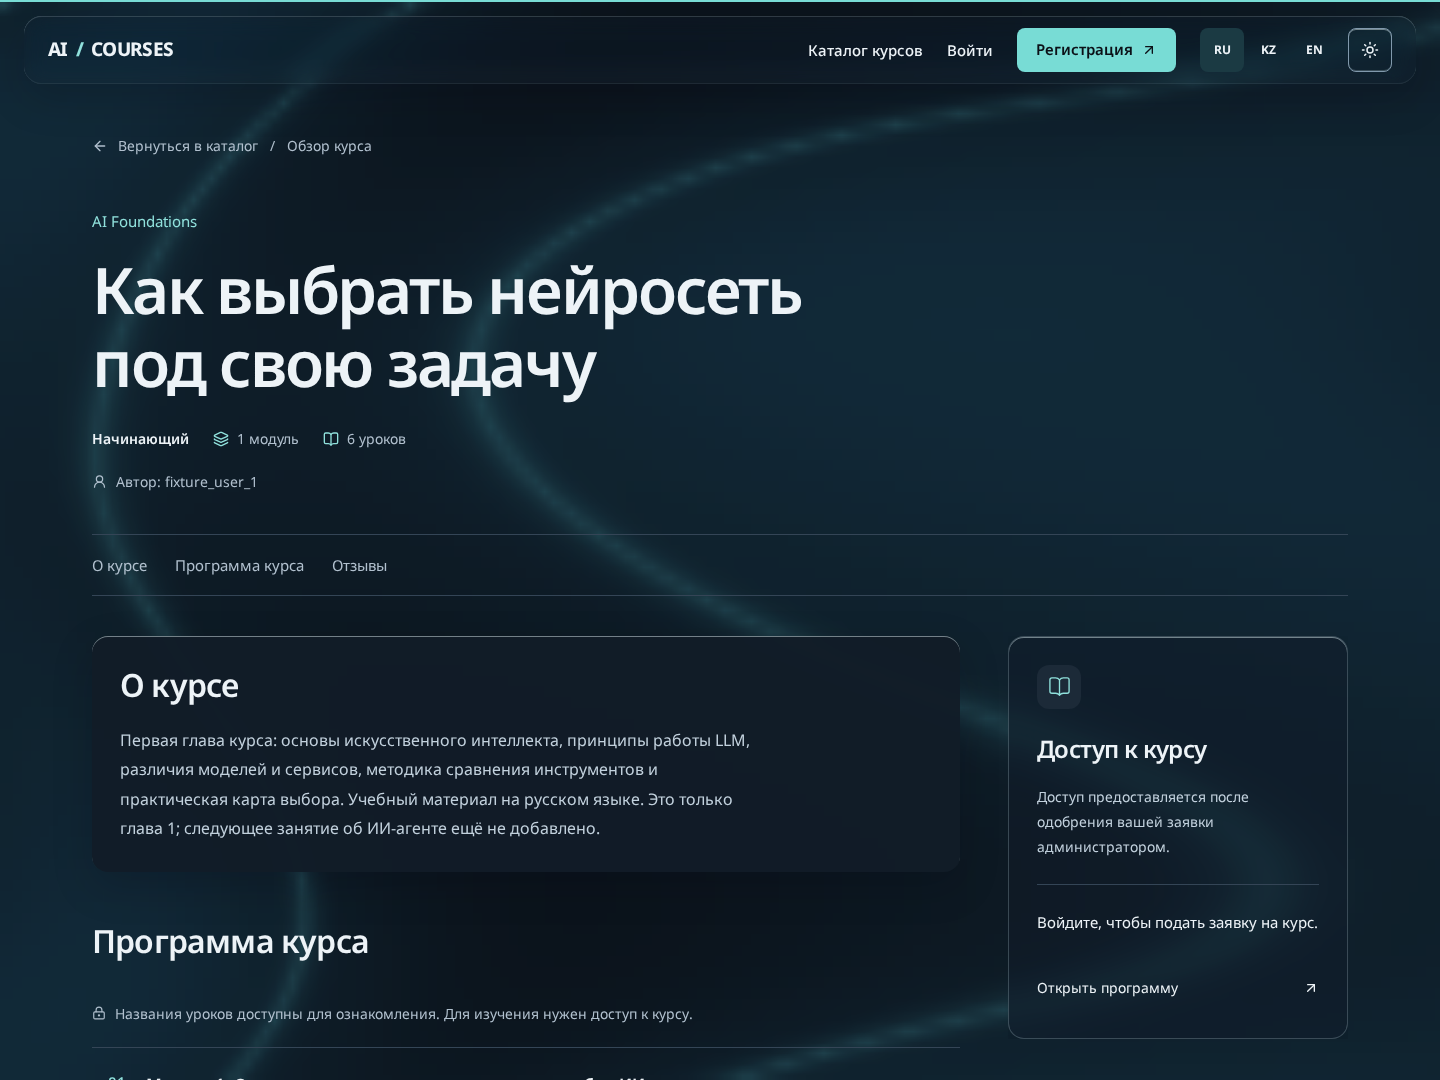 AI / COURSES
Каталог курсов
Войти
Регистрация
RU
KZ
EN
Вернуться в каталог / Обзор курса
AI Foundations
Как выбрать нейросеть
под свою задачу
Начинающий
1 модуль
6 уроков
Автор: fixture_user_1
О курсе
Программа курса
Отзывы
О курсе
Первая глава курса: основы искусственного интеллекта, принципы работы LLM,
различия моделей и сервисов, методика сравнения инструментов и
практическая карта выбора. Учебный материал на русском языке. Это только
глава 1; следующее занятие об ИИ-агенте ещё не добавлено.
Программа курса
Названия уроков доступны для ознакомления. Для изучения нужен доступ к курсу.
Доступ к курсу
Доступ предоставляется после
одобрения вашей заявки
администратором.
Войдите, чтобы подать заявку на курс.
Открыть программу